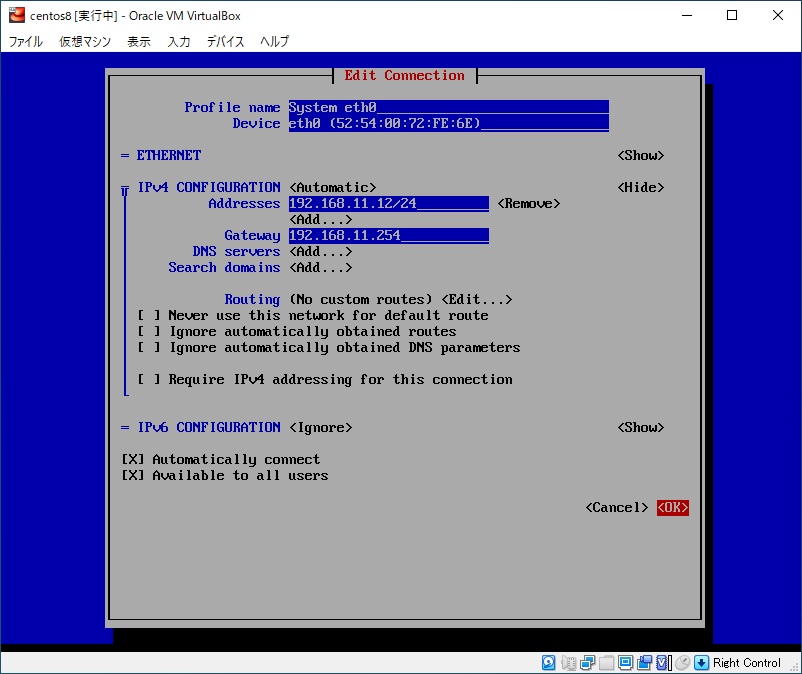 centos8 [実行中] - Oracle VM VirtualBox
ファイル 仮想マシン 表示 入力 デバイス ヘルプ
Edit Connection
Profile name System eth0
Device eth0 (52:54:00:72:FE:6E)
= ETHERNET <Show>
= IPv4 CONFIGURATION <Automatic> <Hide>
Addresses 192.168.11.12/24 <Remove>
<Add...>
Gateway 192.168.11.254
DNS servers <Add...>
Search domains <Add...>
Routing (No custom routes) <Edit...>
[ ] Never use this network for default route
[ ] Ignore automatically obtained routes
[ ] Ignore automatically obtained DNS parameters
[ ] Require IPv4 addressing for this connection
= IPv6 CONFIGURATION <Ignore> <Show>
[X] Automatically connect
[X] Available to all users
<Cancel> <OK>
Right Control